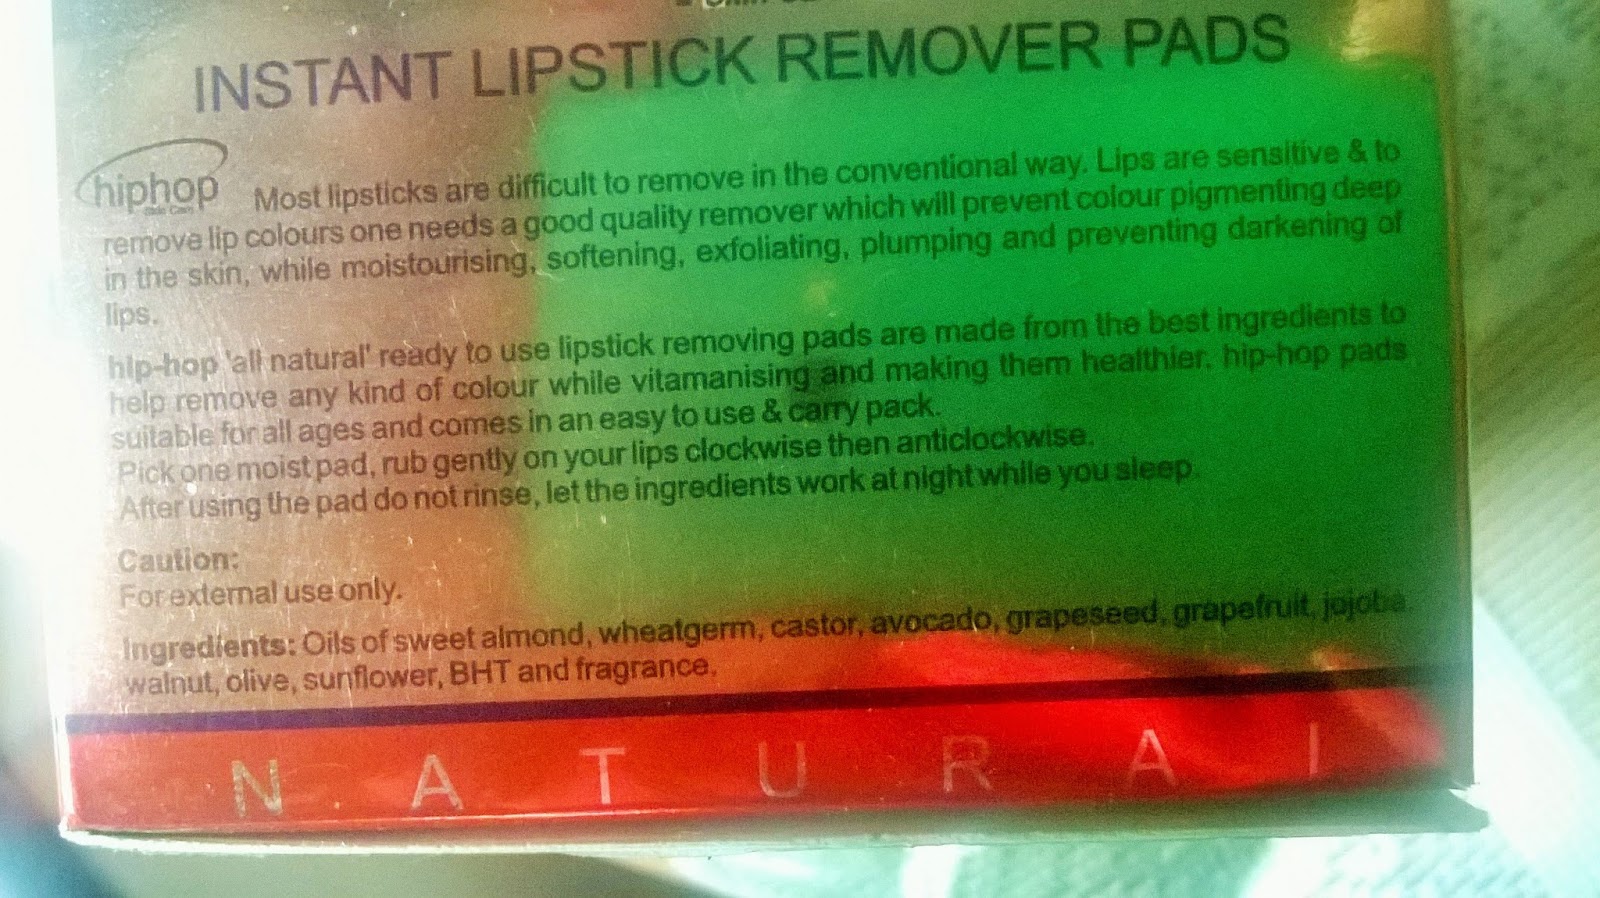 INSTANT LIPSTICK REMOVER PADS
hiphop Most lipsticks are difficult to remove in the conventional way. Lips are sensitive & to
remove lip colours one needs a good quality remover which will prevent colour pigmenting deep
in the skin, while moistourising, softening, exfoliating, plumping and preventing darkening of
lips.
hip-hop 'all natural' ready to use lipstick removing pads are made from the best ingredients to
help remove any kind of colour while vitamanising and making them healthier. hip-hop pads
suitable for all ages and comes in an easy to use & carry pack.
Pick one moist pad, rub gently on your lips clockwise then anticlockwise.
After using the pad do not rinse, let the ingredients work at night while you sleep.
Caution:
For external use only.
Ingredients: Oils of sweet almond, wheatgerm, castor, avocado, grapeseed, grapefruit, jojoba
walnut, olive, sunflower, BHT and fragrance.
NATURAL